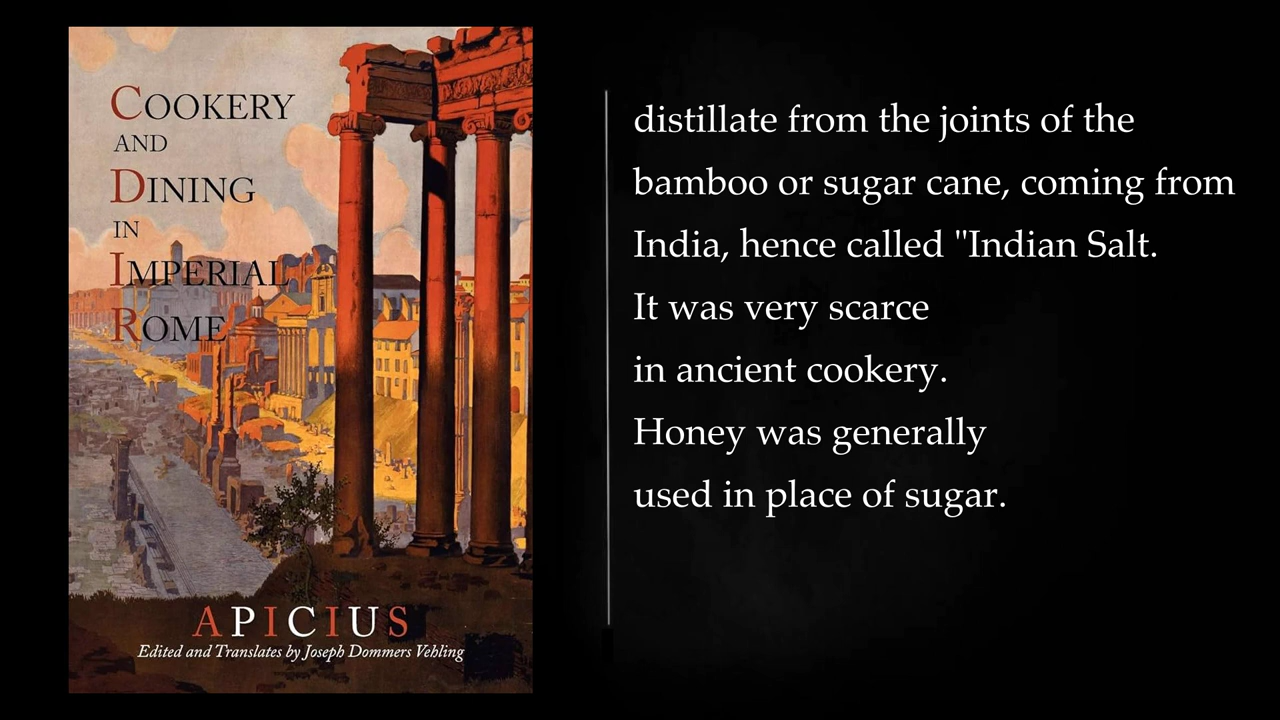 COOKERY
AND
DINING
IN
IMPERIAL
ROME
APICIUS
Edited and Translates by Joseph Dommers Vehling
distillate from the joints of the
bamboo or sugar cane, coming from
India, hence called "Indian Salt.
It was very scarce
in ancient cookery.
Honey was generally
used in place of sugar.